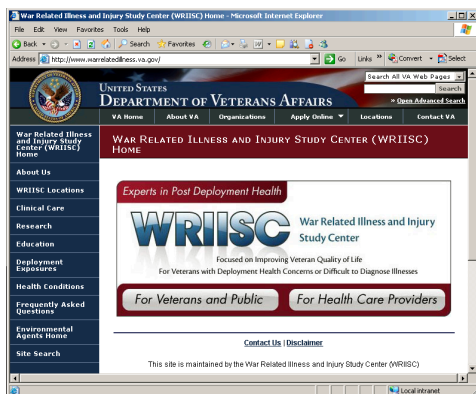 War Related Illness and Injury Study Center (WRIISC) Home - Microsoft Internet Explorer
File Edit View Favorites Tools Help
Back Search Favorites
Address http://www.warrelatedillness.va.gov/ Go Links » Convert Select
Search All VA Web Pages
Search
» Open Advanced Search
UNITED STATES
DEPARTMENT OF VETERANS AFFAIRS
VA Home About VA Organizations Apply Online Locations Contact VA
War Related Illness
and Injury Study
Center (WRIISC)
Home
About Us
WRIISC Locations
Clinical Care
Research
Education
Deployment
Exposures
Health Conditions
Frequently Asked
Questions
Environmental
Agents Home
Site Search
WAR RELATED ILLNESS AND INJURY STUDY CENTER (WRIISC)
HOME
Experts in Post Deployment Health
WRIISC
War Related Illness and Injury
Study Center
Focused on Improving Veteran Quality of Life
For Veterans with Deployment Health Concerns or Difficult to Diagnose Illnesses
For Veterans and Public For Health Care Providers
Contact Us | Disclaimer
This site is maintained by the War Related Illness and Injury Study Center (WRIISC)
Local intranet